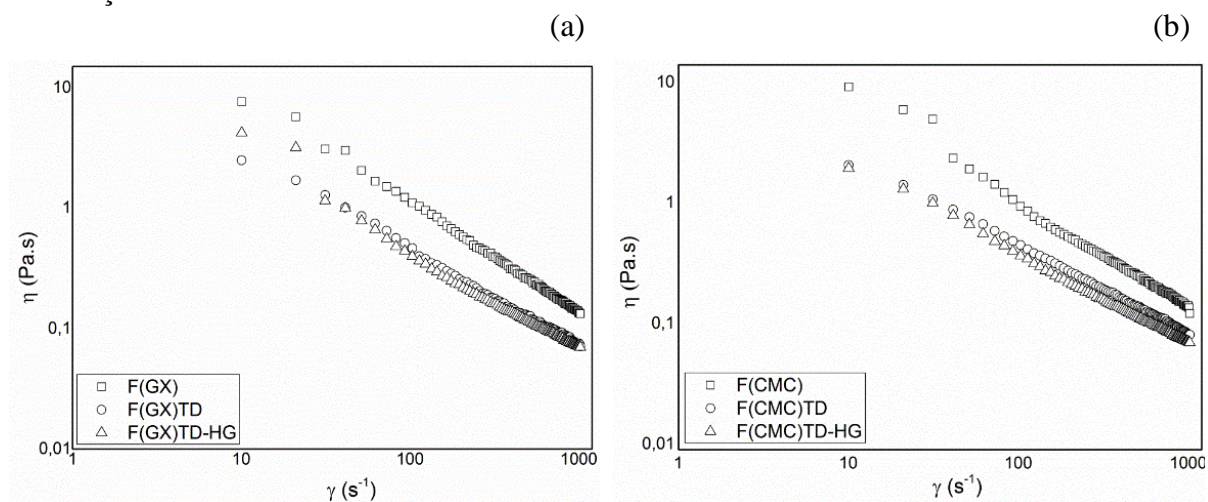 (a)
10
1
0,1
0,01
η (Pa.s)
F(GX)
F(GX)TD
F(GX)TD-HG
1 10 100 1000
γ (s⁻¹)
(b)
10
1
0,1
0,01
η (Pa.s)
F(CMC)
F(CMC)TD
F(CMC)TD-HG
1 10 100 1000
γ (s⁻¹)